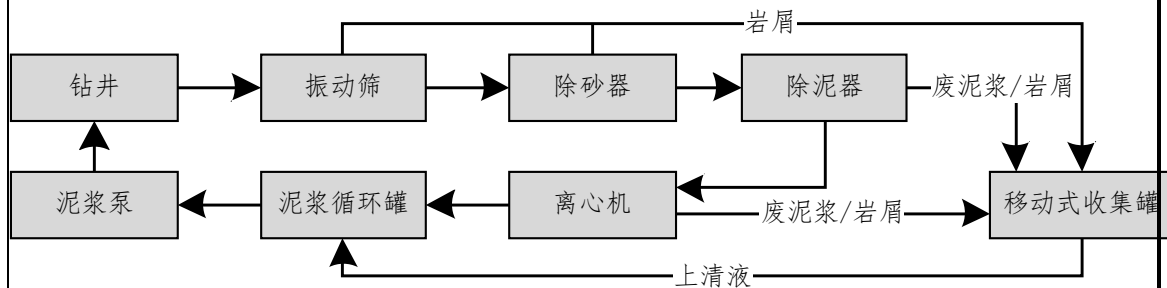 岩屑
钻井
振动筛
除砂器
除泥器
废泥浆/岩屑
泥浆泵
泥浆循环罐
离心机
废泥浆/岩屑
移动式收集罐
上清液